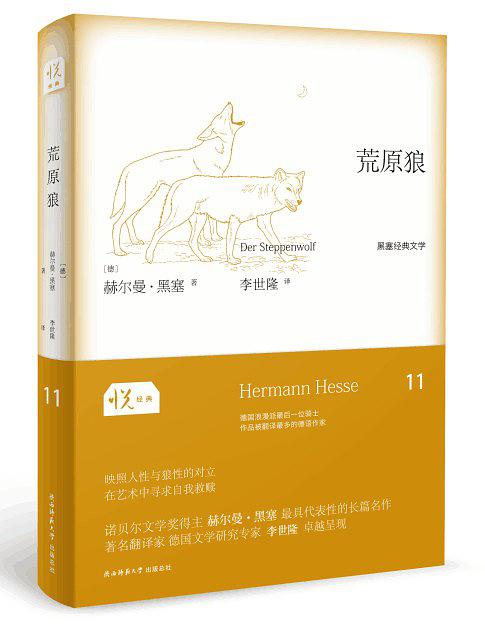 悦
经典
荒原狼
[德]
赫尔曼·黑塞 著
李世隆 译
11
荒原狼
Der Steppenwolf
黑塞经典文学
[德]
赫尔曼·黑塞 著
李世隆 译
悦 经典
Hermann Hesse
11
德国浪漫派最后一位骑士
作品被翻译最多的德语作家
映照人性与狼性的对立
在艺术中寻求自我救赎
诺贝尔文学奖得主 赫尔曼·黑塞 最具代表性的长篇名作
著名翻译家 德国文学研究专家 李世隆 卓越呈现
陕西师范大学出版总社